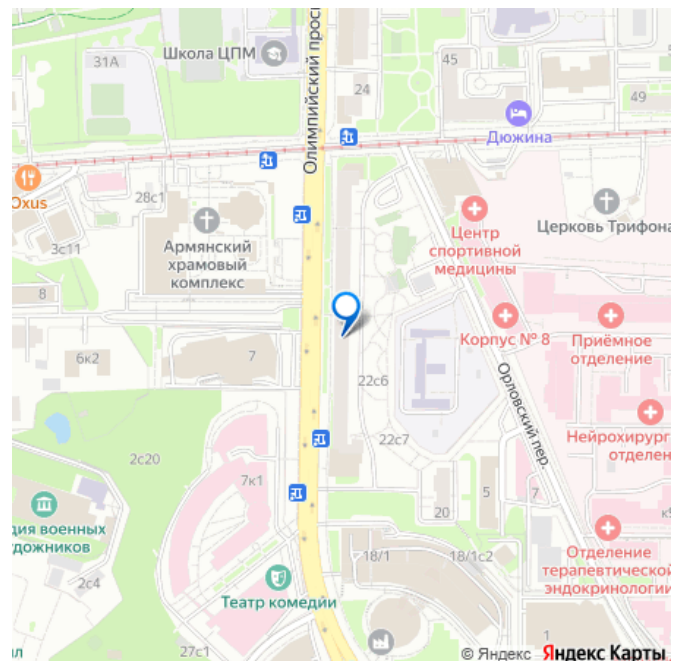 Школа ЦПМ
31А
Олимпийский просп
24
45
49
Дюжина
Oxus
28с1
Армянский
храмовый
комплекс
3с11
8
Центр
спортивной
медицины
Церковь Трифона
Корпус № 8
Приёмное
отделение
6к2
7
22с6
Орловский пер.
Нейрохирург
отделен
22с7
2с20
7к1
5
7
20
дия военных
удожников
2с4
18/1
18/1с2
Отделение
терапевтической
эндокринологии
Театр комедии
27с1
1
© Яндекс Яндекс Карты